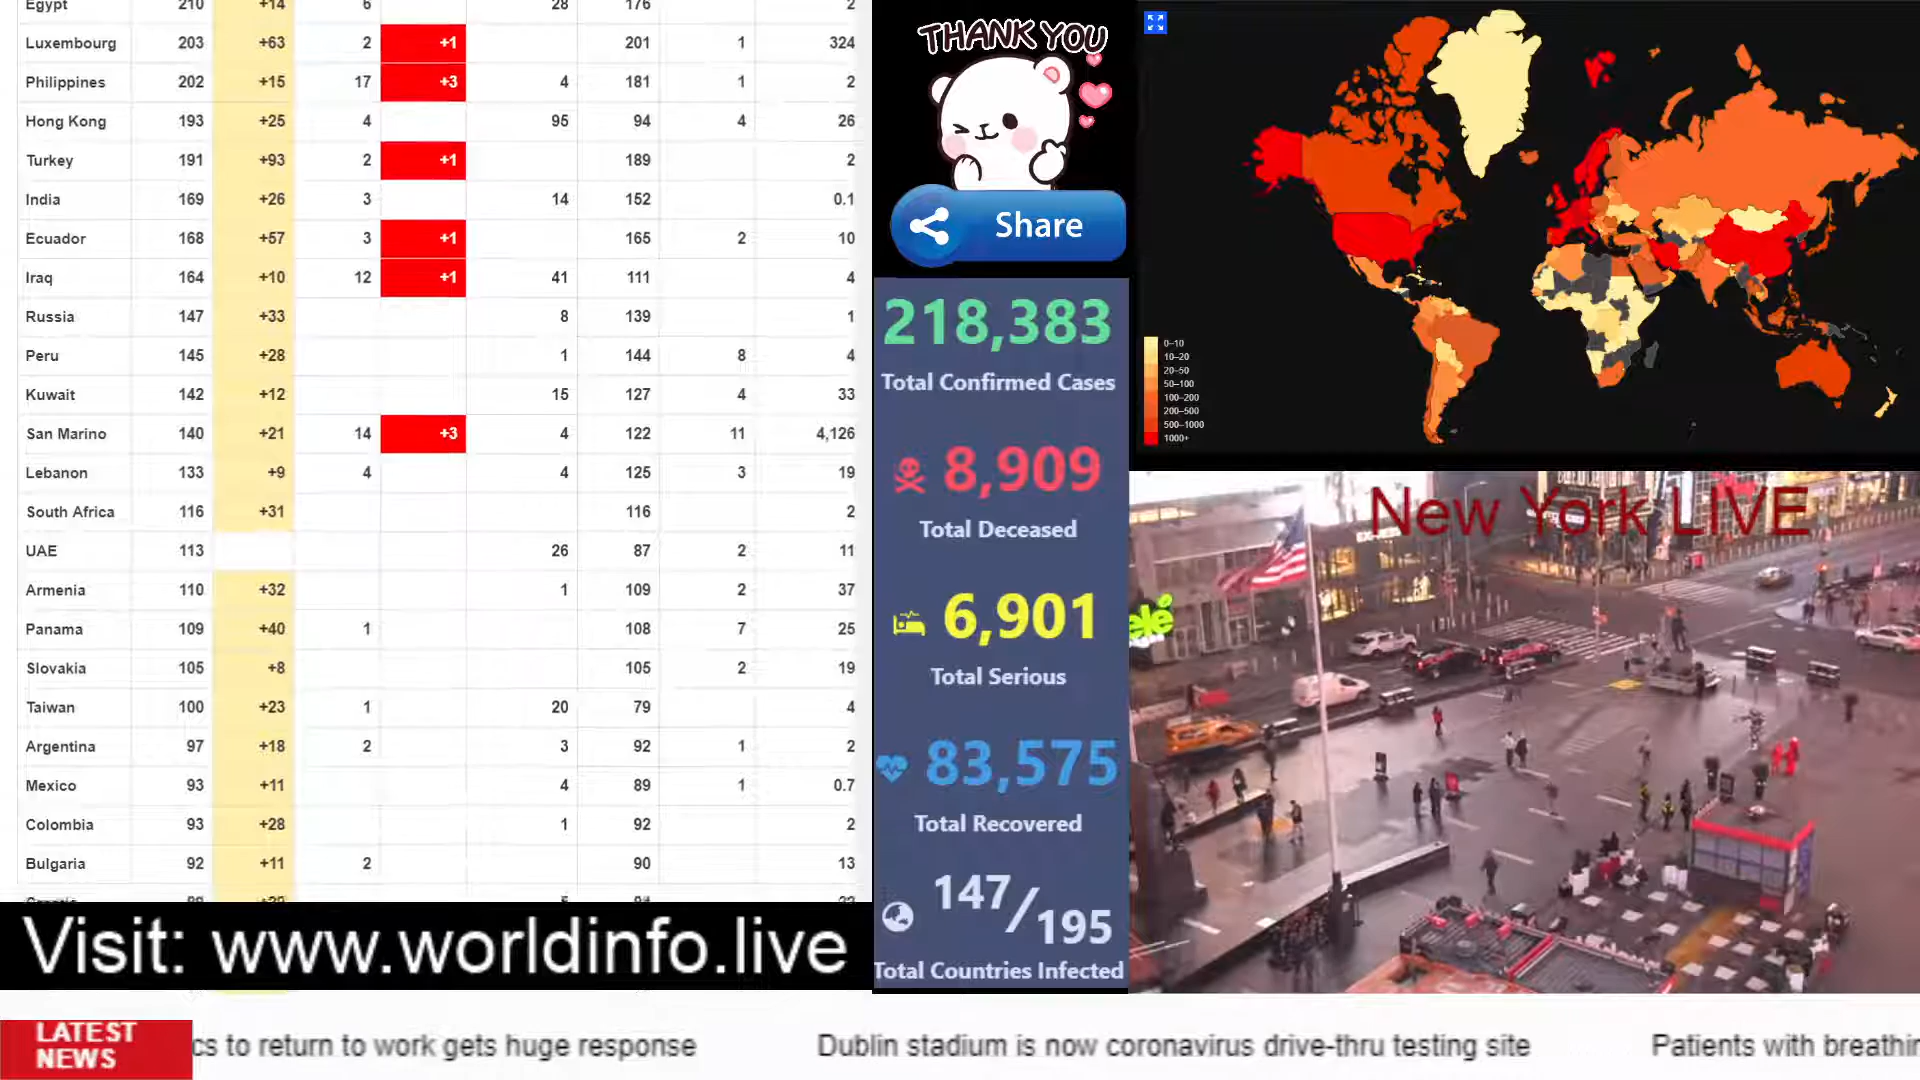 Egypt 210 +14 6 28 176 2
Luxembourg 203 +63 2 +1 201 1 324
Philippines 202 +15 17 +3 4 181 1 2
Hong Kong 193 +25 4 95 94 4 26
Turkey 191 +93 2 +1 189 2
India 169 +26 3 14 152 0.1
Ecuador 168 +57 3 +1 165 2 10
Iraq 164 +10 12 +1 41 111 4
Russia 147 +33 8 139 1
Peru 145 +28 1 144 8 4
Kuwait 142 +12 15 127 4 33
San Marino 140 +21 14 +3 4 122 11 4,126
Lebanon 133 +9 4 4 125 3 19
South Africa 116 +31 116 2
UAE 113 26 87 2 11
Armenia 110 +32 1 109 2 37
Panama 109 +40 1 108 7 25
Slovakia 105 +8 105 2 19
Taiwan 100 +23 1 20 79 4
Argentina 97 +18 2 3 92 1 2
Mexico 93 +11 4 89 1 0.7
Colombia 93 +28 1 92 2
Bulgaria 92 +11 2 90 13
Visit: www.worldinfo.live
THANK YOU
Share
218,383
Total Confirmed Cases
8,909
Total Deceased
6,901
Total Serious
83,575
Total Recovered
147/195
Total Countries Infected
0–10
10–20
20–50
50–100
100–200
200–500
500–1000
1000+
New York LIVE
elé
LATEST
NEWS
cs to return to work gets huge response
Dublin stadium is now coronavirus drive-thru testing site
Patients with